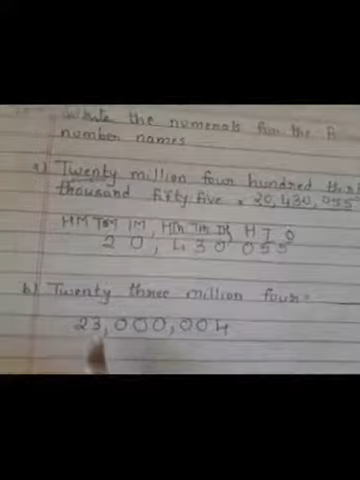 Write the numerals for the
number names
a) Twenty million four hundred
thousand fifty five = 20,430,055
HM TM M, HTh TTh Th H T O
2 0, 4 3 0 0 5 5
b) Twenty three million four =
23,000,004